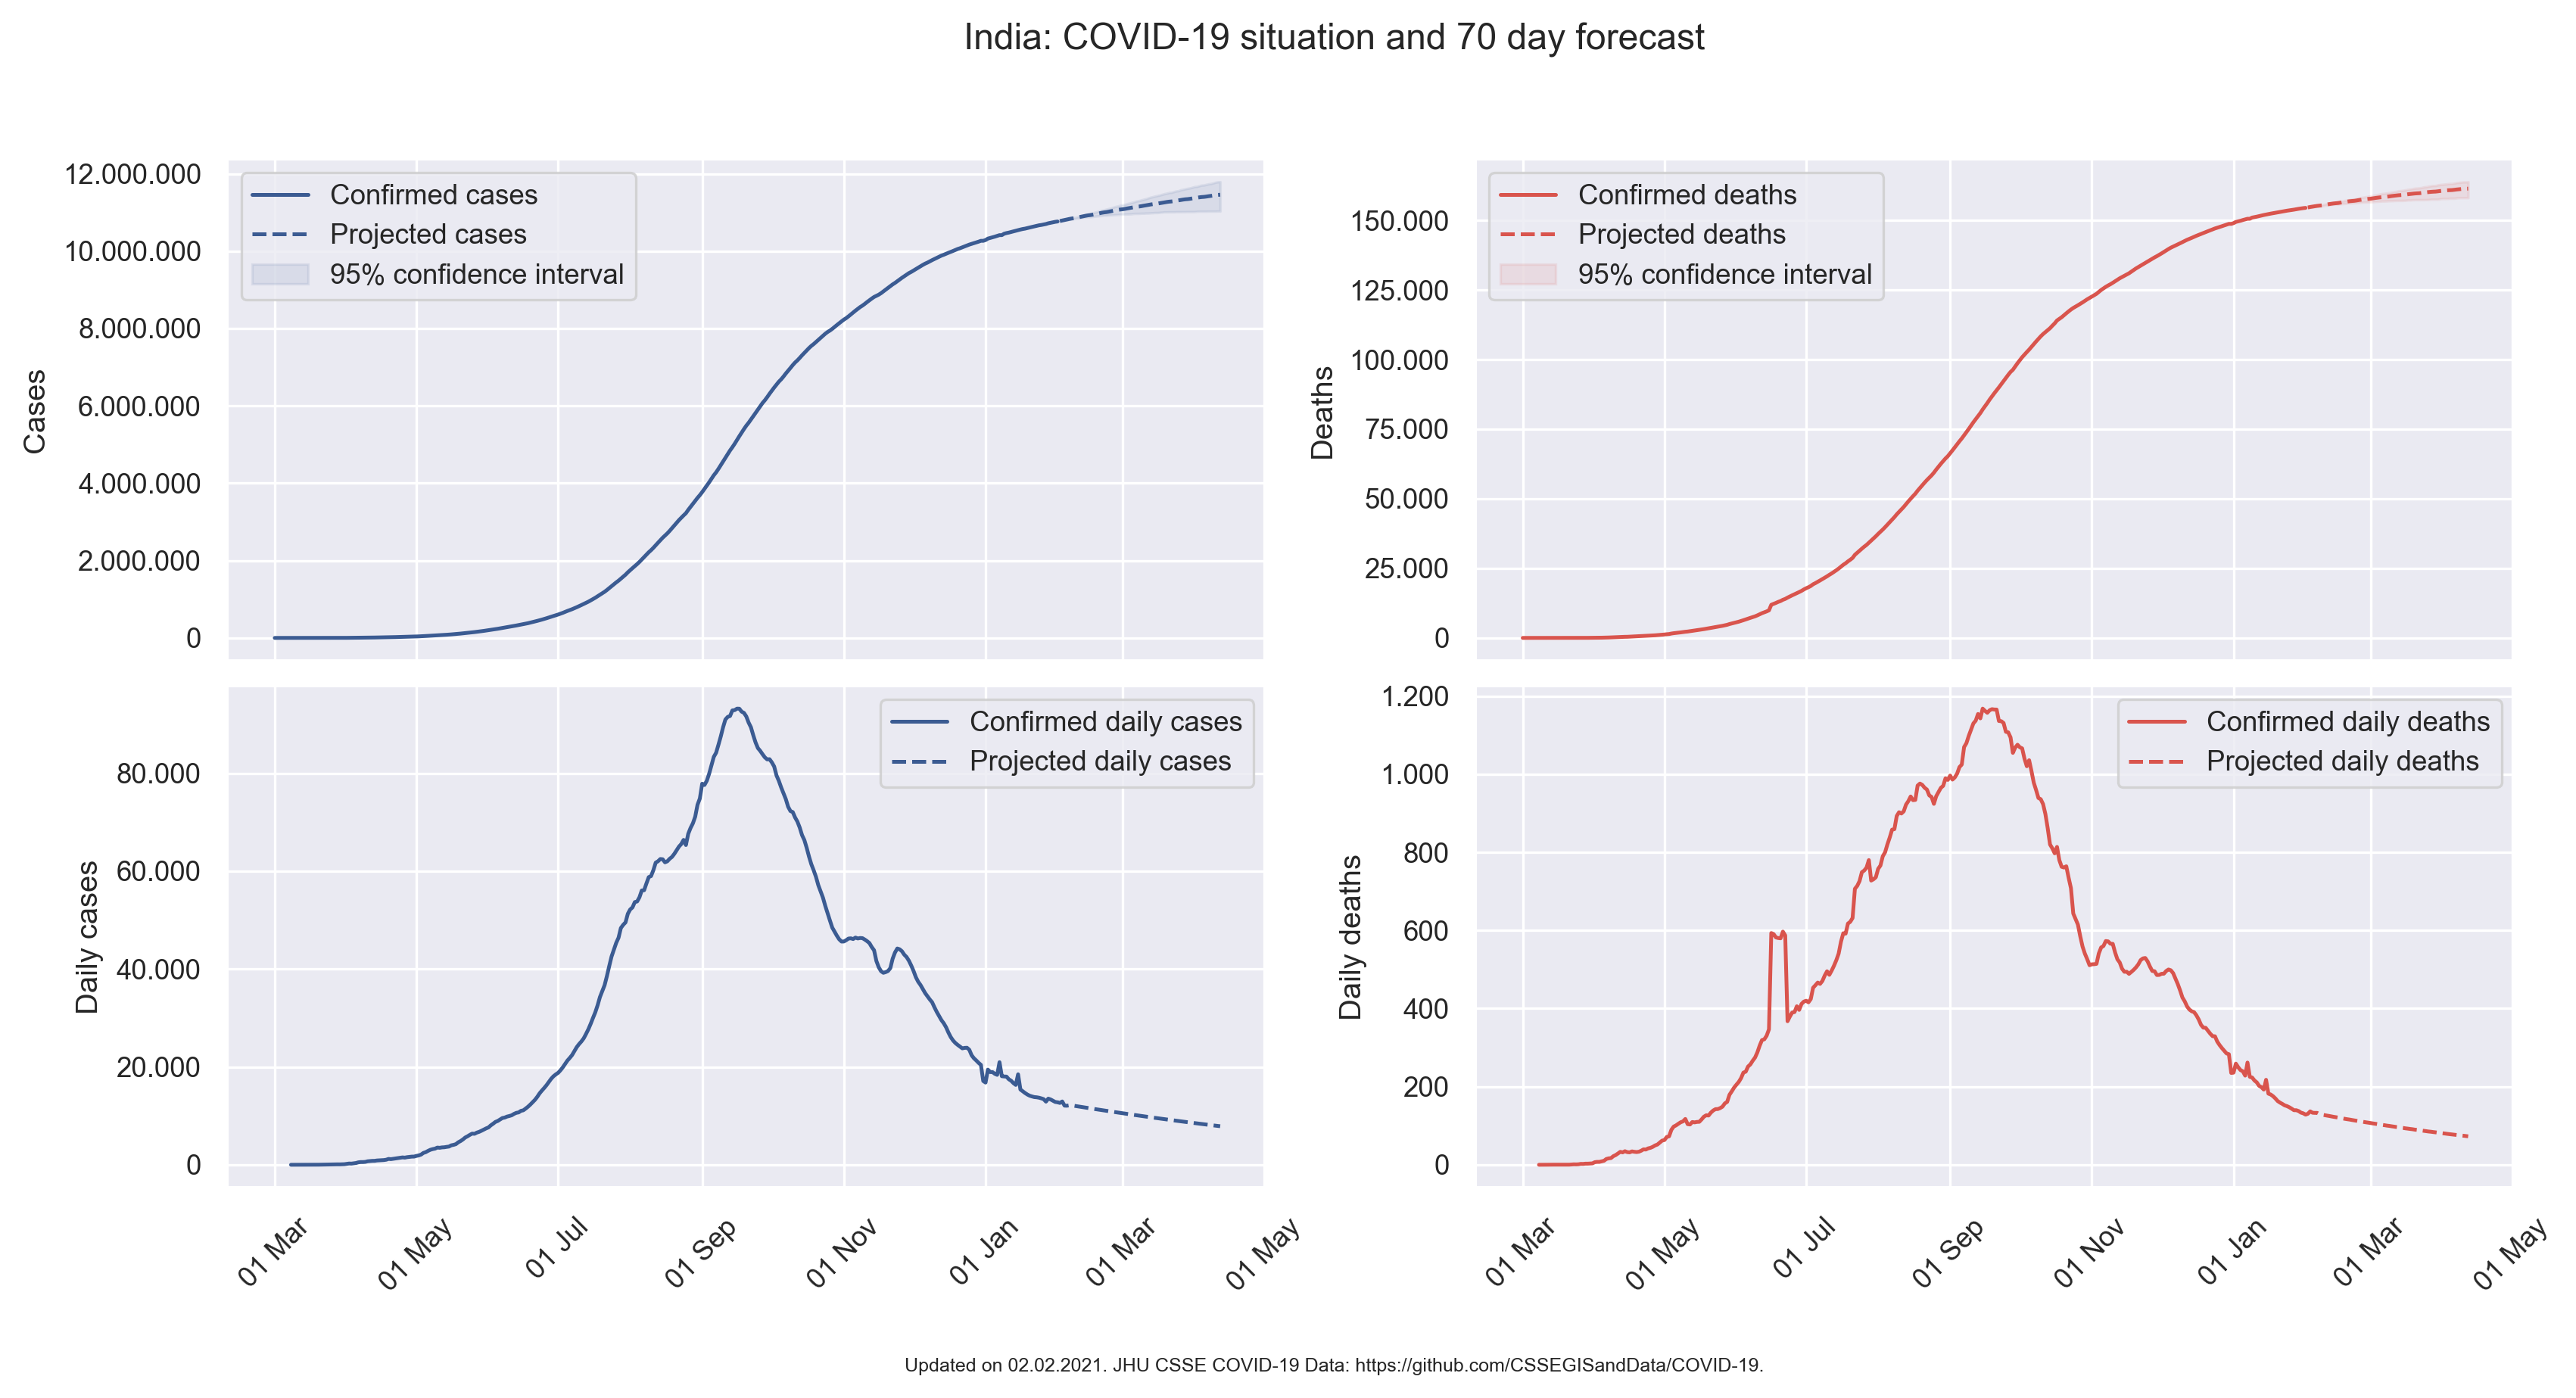 India: COVID-19 situation and 70 day forecast
12.000.000
10.000.000
8.000.000
6.000.000
4.000.000
2.000.000
0
Cases
Confirmed cases
Projected cases
95% confidence interval
150.000
125.000
100.000
75.000
50.000
25.000
0
Deaths
Confirmed deaths
Projected deaths
95% confidence interval
80.000
60.000
40.000
20.000
0
Daily cases
Confirmed daily cases
Projected daily cases
01 Mar
01 May
01 Jul
01 Sep
01 Nov
01 Jan
01 Mar
01 May
1.200
1.000
800
600
400
200
0
Daily deaths
Confirmed daily deaths
Projected daily deaths
01 Mar
01 May
01 Jul
01 Sep
01 Nov
01 Jan
01 Mar
01 May
Updated on 02.02.2021. JHU CSSE COVID-19 Data: https://github.com/CSSEGISandData/COVID-19.